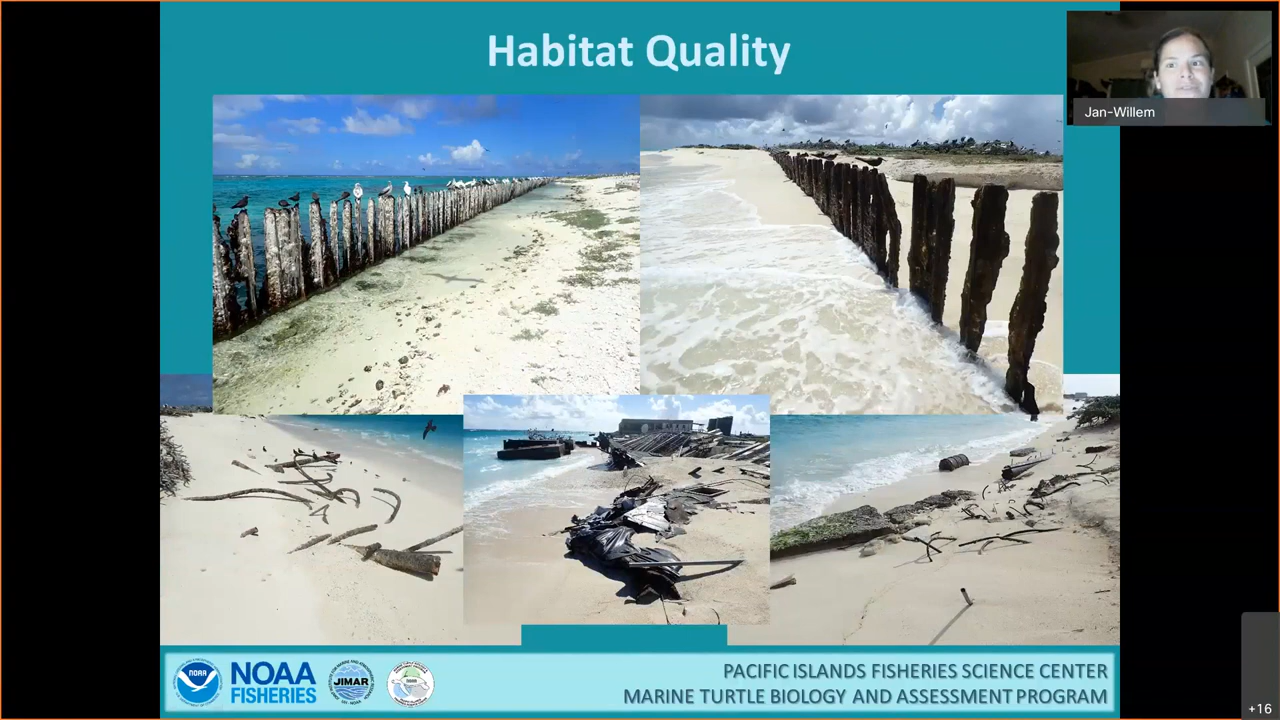 Habitat Quality
Jan-Willem
NOAA
FISHERIES
NOAA
JIMAR
PACIFIC ISLANDS FISHERIES SCIENCE CENTER
MARINE TURTLE BIOLOGY AND ASSESSMENT PROGRAM
+16